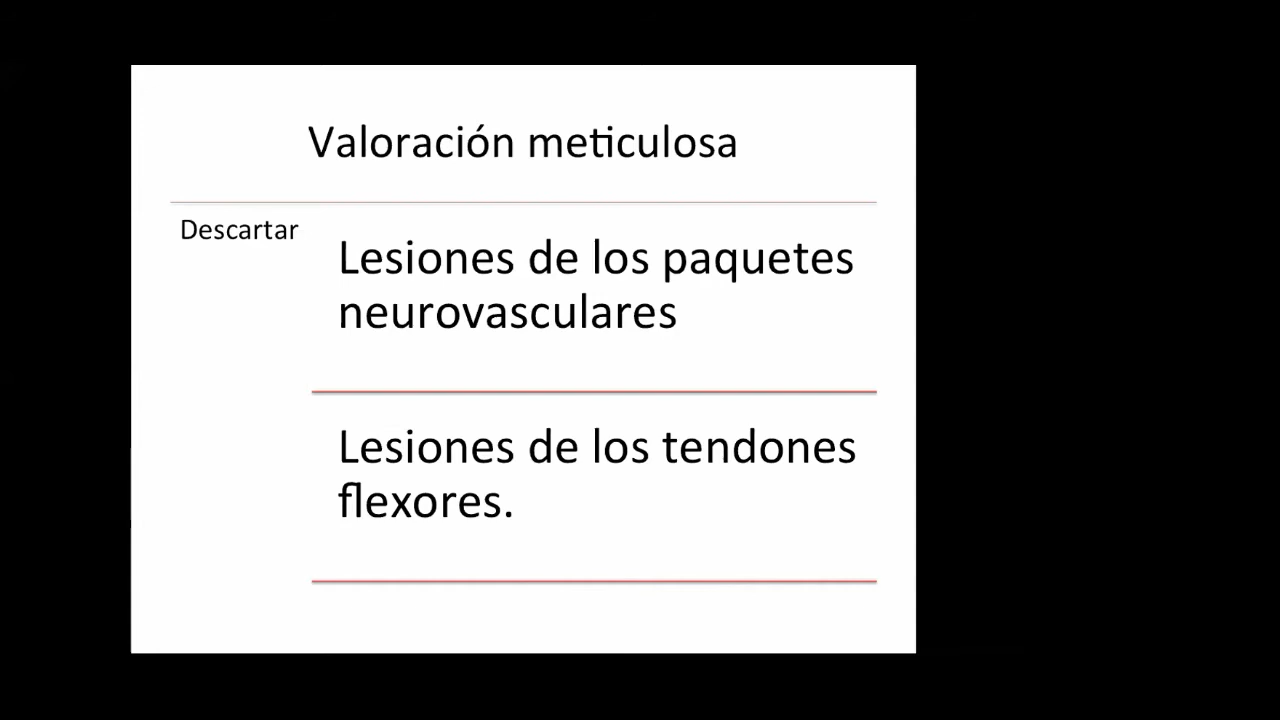 Valoración meticulosa
Descartar
Lesiones de los paquetes
neurovasculares
Lesiones de los tendones
flexores.